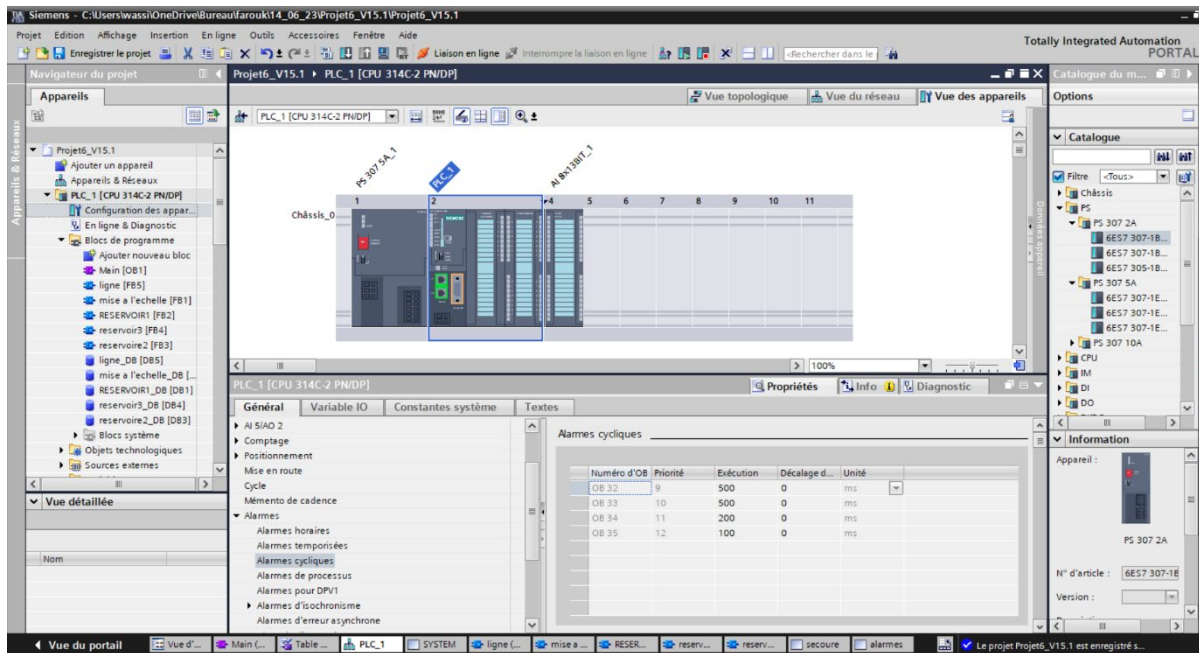 Siemens - C:\Users\wassi\OneDrive\Bureau\farouk\14_06_23\Projet6_V15.1\Projet6_V15.1
Projet Edition Affichage Insertion En ligne Outils Accessoires Fenêtre Aide
Totally Integrated Automation
PORTAL
Enregistrer le projet
Liaison en ligne
Interrompre la liaison en ligne
<Rechercher dans le
Navigateur du projet
Projet6_V15.1 ▸ PLC_1 [CPU 314C-2 PN/DP]
Catalogue du m...
Appareils
Vue topologique
Vue du réseau
Vue des appareils
Options
Appareils & Réseaux
PLC_1 [CPU 314C-2 PN/DP]
Projet6_V15.1
Ajouter un appareil
Appareils & Réseaux
PLC_1 [CPU 314C-2 PN/DP]
Configuration des appar...
En ligne & Diagnostic
Blocs de programme
Ajouter nouveau bloc
Main [OB1]
ligne [FB5]
mise a l'echelle [FB1]
RESERVOIR1 [FB2]
reservoir3 [FB4]
reservoire2 [FB3]
ligne_DB [DB5]
mise a l'echelle_DB [...
RESERVOIR1_DB [DB1]
reservoir3_DB [DB4]
reservoire2_DB [DB3]
Blocs système
Objets technologiques
Sources externes
Vue détaillée
Nom
PS 307 5A_1
PLC_1
AI 8x13BIT_1
1 2 4 5 6 7 8 9 10 11
Châssis_0
SIEMENS
Données appareil
100%
PLC_1 [CPU 314C-2 PN/DP]
Propriétés
Info
Diagnostic
Général
Variable IO
Constantes système
Textes
AI 5/AO 2
Comptage
Positionnement
Mise en route
Cycle
Mémento de cadence
Alarmes
Alarmes horaires
Alarmes temporisées
Alarmes cycliques
Alarmes de processus
Alarmes pour DPV1
Alarmes d'isochronisme
Alarmes d'erreur asynchrone
Alarmes cycliques
Numéro d'OB Priorité Exécution Décalage d... Unité
OB 32 9 500 0 ms
OB 33 10 500 0 ms
OB 34 11 200 0 ms
OB 35 12 100 0 ms
Catalogue
Filtre <Tous>
Châssis
PS
PS 307 2A
6ES7 307-1B...
6ES7 307-1B...
6ES7 305-1B...
PS 307 5A
6ES7 307-1E...
6ES7 307-1E...
6ES7 307-1E...
PS 307 10A
CPU
IM
DI
DO
Information
Appareil :
PS 307 2A
N° d'article : 6ES7 307-1B
Version :
Vue du portail
Vue d'...
Main (...
Table ...
PLC_1
SYSTEM
ligne (...
mise a ...
RESER...
reserv...
reserv...
secoure
alarmes
Le projet Projet6_V15.1 est enregistré s...